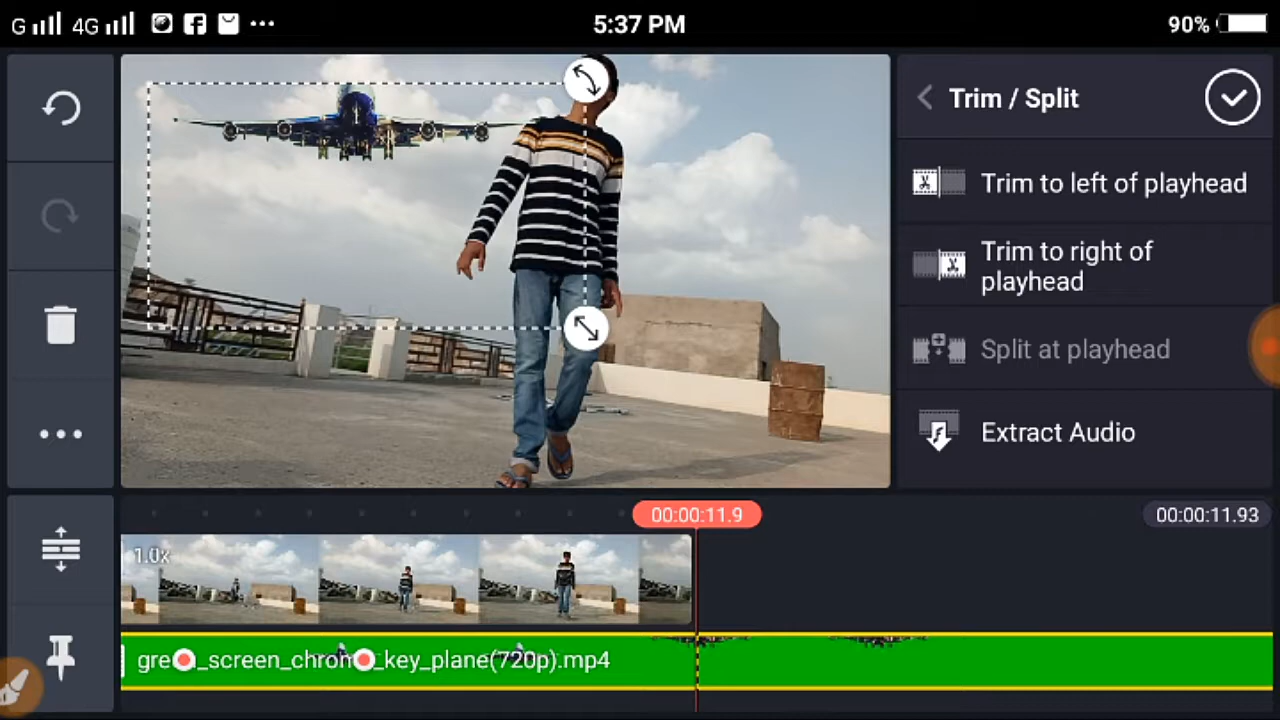 G 4G 5:37 PM 90%
Trim / Split
Trim to left of playhead
Trim to right of
playhead
Split at playhead
Extract Audio
00:00:11.9
00:00:11.93
1.0x
gre_screen_chrom_key_plane(720p).mp4